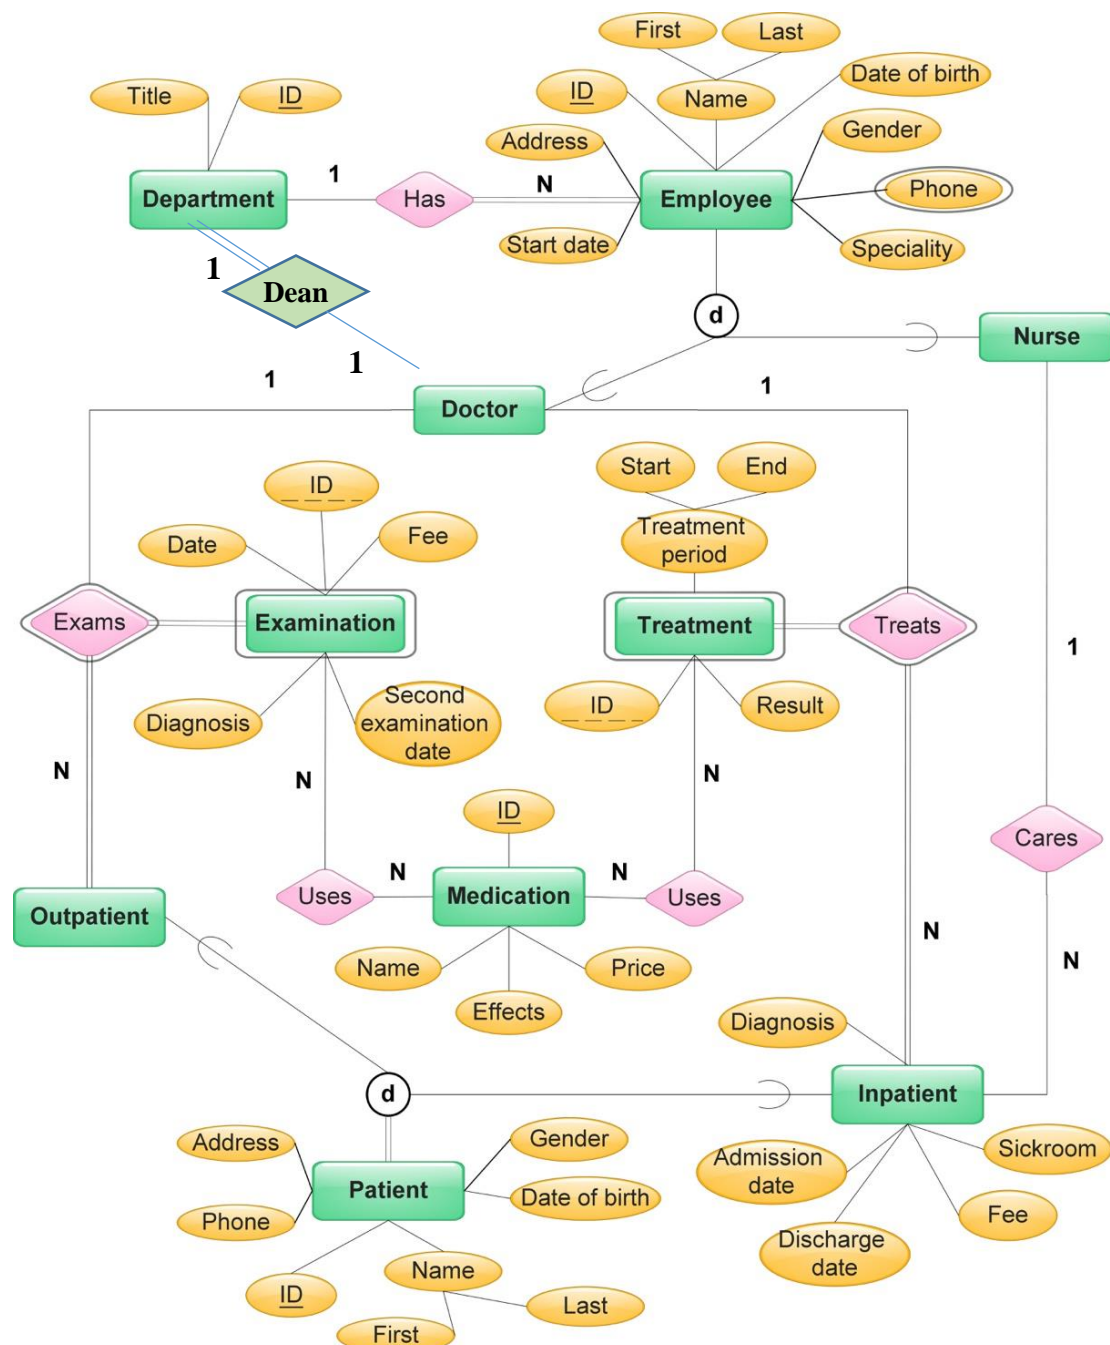 First
Last
Title
ID
ID
Name
Date of birth
Address
Gender
Department
1
Has
N
Employee
Phone
Start date
Speciality
1
Dean
d
Nurse
1
1
Doctor
1
Start
End
ID
Treatment
period
Date
Fee
Exams
Examination
Treatment
Treats
1
Diagnosis
Second
examination
date
ID
Result
N
N
N
ID
Cares
Uses
N
Medication
N
Uses
Outpatient
N
N
Name
Price
Effects
Diagnosis
d
Inpatient
Address
Gender
Sickroom
Admission
date
Patient
Date of birth
Phone
Fee
Discharge
date
Name
ID
Last
First